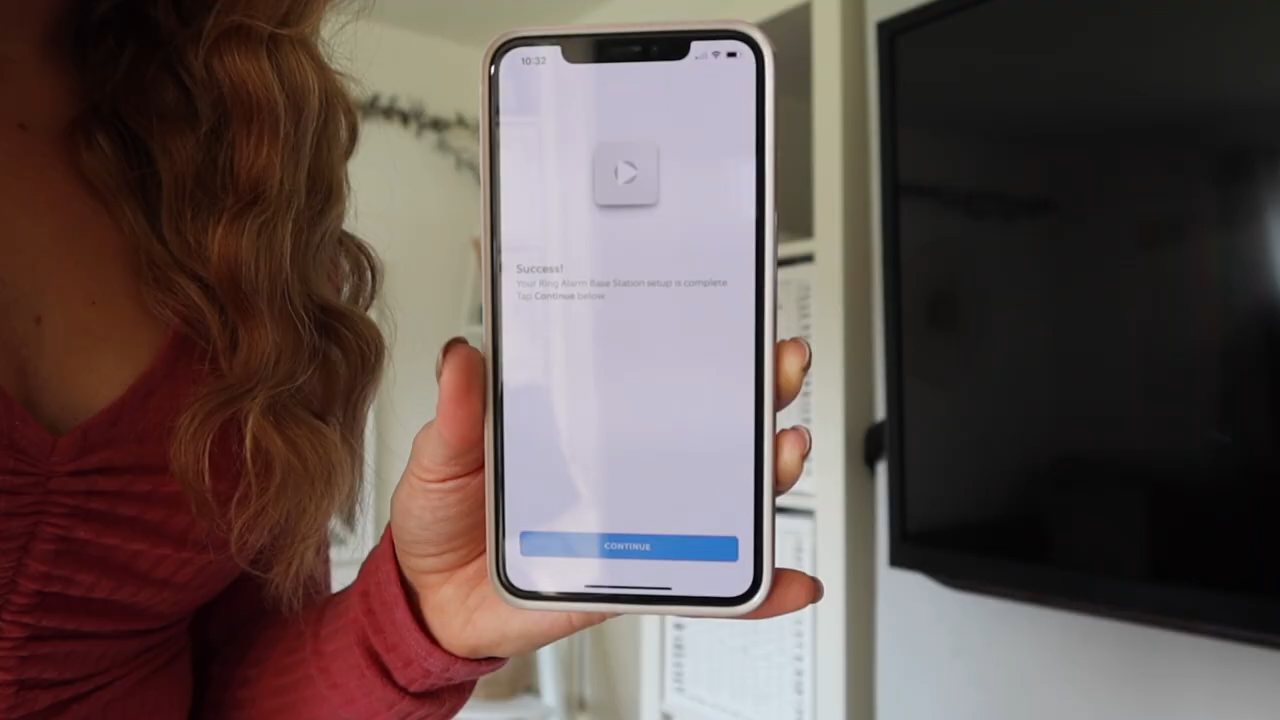 10:32
Success!
Your Ring Alarm Base Station setup is complete.
Tap Continue below.
CONTINUE